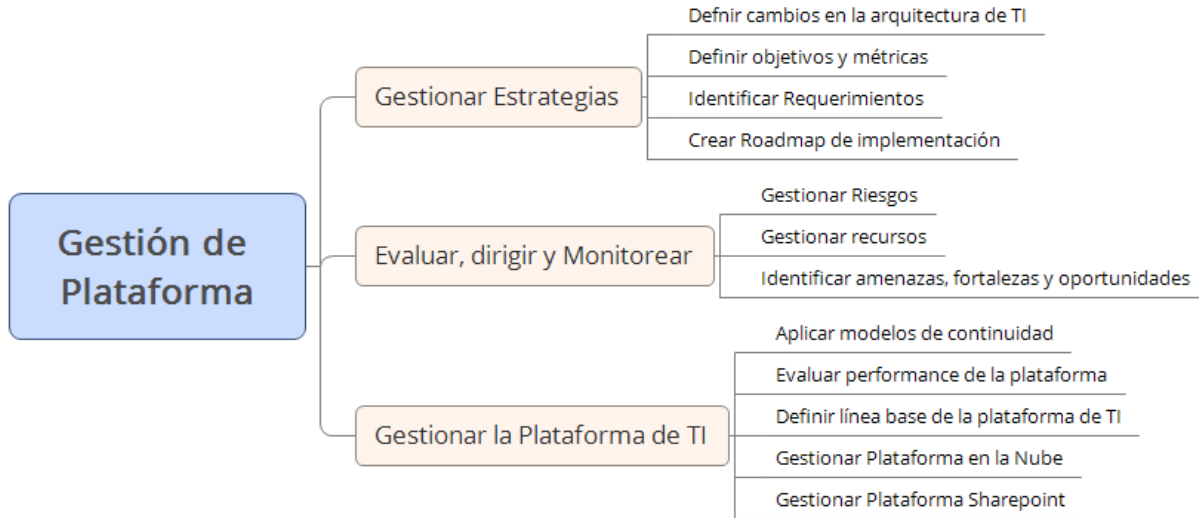 Gestión de
Plataforma
Gestionar Estrategias
Defnir cambios en la arquitectura de TI
Definir objetivos y métricas
Identificar Requerimientos
Crear Roadmap de implementación
Evaluar, dirigir y Monitorear
Gestionar Riesgos
Gestionar recursos
Identificar amenazas, fortalezas y oportunidades
Gestionar la Plataforma de TI
Aplicar modelos de continuidad
Evaluar performance de la plataforma
Definir línea base de la plataforma de TI
Gestionar Plataforma en la Nube
Gestionar Plataforma Sharepoint